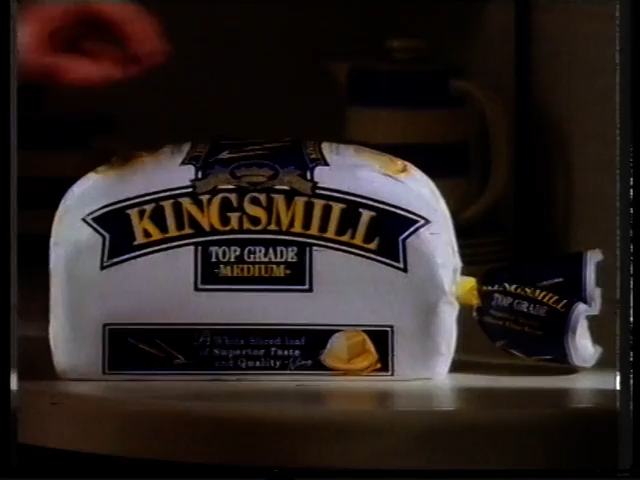 KINGSMILL
TOP GRADE
-MEDIUM-
A White Sliced loaf
of Superior Taste
and Quality
KINGSMILL
TOP GRADE